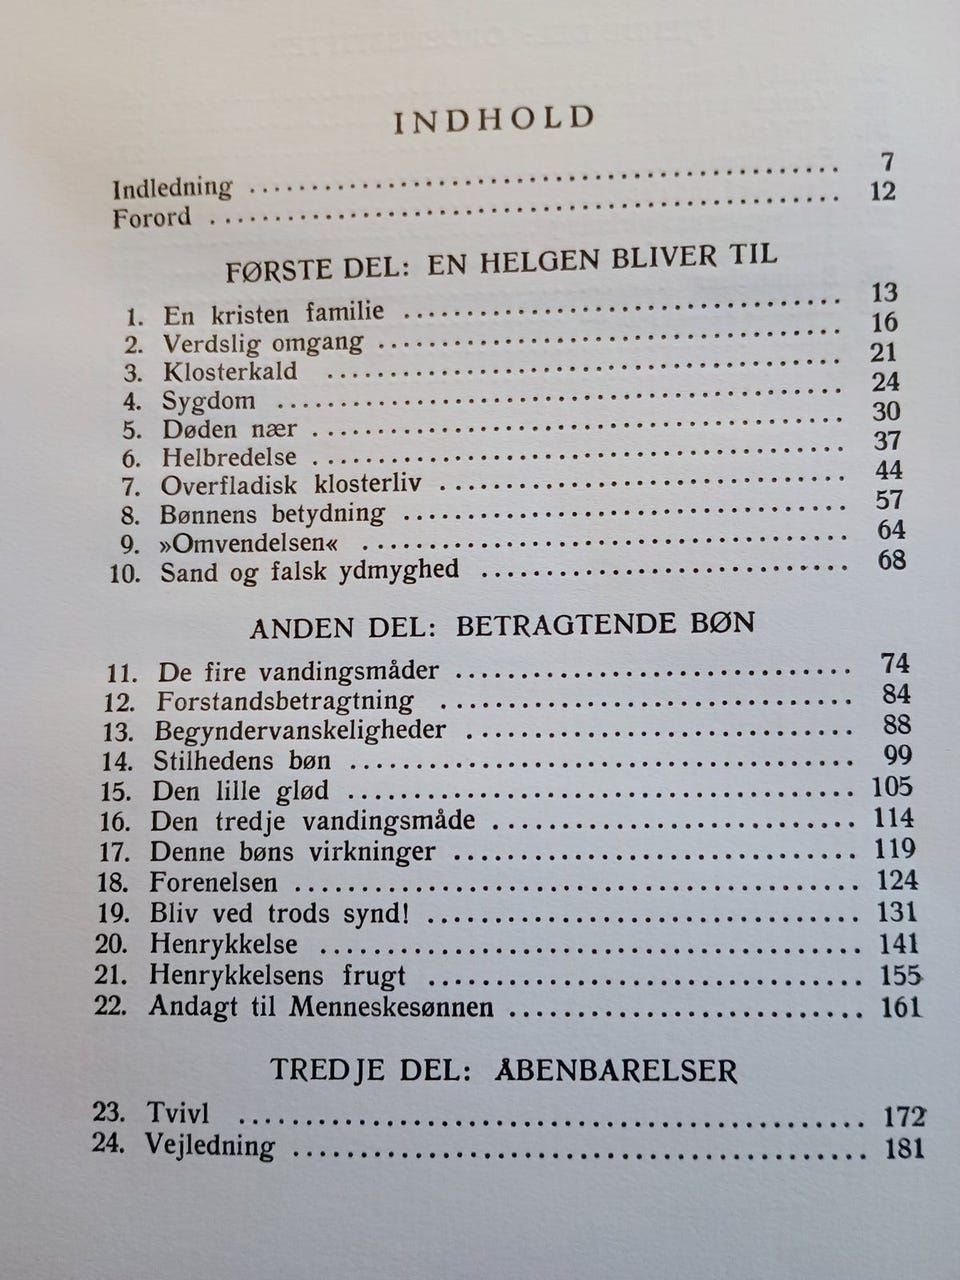 INDHOLD
Indledning ........................................ 7
Forord ........................................ 12
FØRSTE DEL: EN HELGEN BLIVER TIL
1. En kristen familie ........................................ 13
2. Verdslig omgang ........................................ 16
3. Klosterkald ........................................ 21
4. Sygdom ........................................ 24
5. Døden nær ........................................ 30
6. Helbredelse ........................................ 37
7. Overfladisk klosterliv ........................................ 44
8. Bønnens betydning ........................................ 57
9. »Omvendelsen« ........................................ 64
10. Sand og falsk ydmyghed ........................................ 68
ANDEN DEL: BETRAGTENDE BØN
11. De fire vandingsmåder ........................................ 74
12. Forstandsbetragtning ........................................ 84
13. Begyndervanskeligheder ........................................ 88
14. Stilhedens bøn ........................................ 99
15. Den lille glød ........................................ 105
16. Den tredje vandingsmåde ........................................ 114
17. Denne bøns virkninger ........................................ 119
18. Forenelsen ........................................ 124
19. Bliv ved trods synd! ........................................ 131
20. Henrykkelse ........................................ 141
21. Henrykkelsens frugt ........................................ 155
22. Andagt til Menneskesønnen ........................................ 161
TREDJE DEL: ÅBENBARELSER
23. Tvivl ........................................ 172
24. Vejledning ........................................ 181